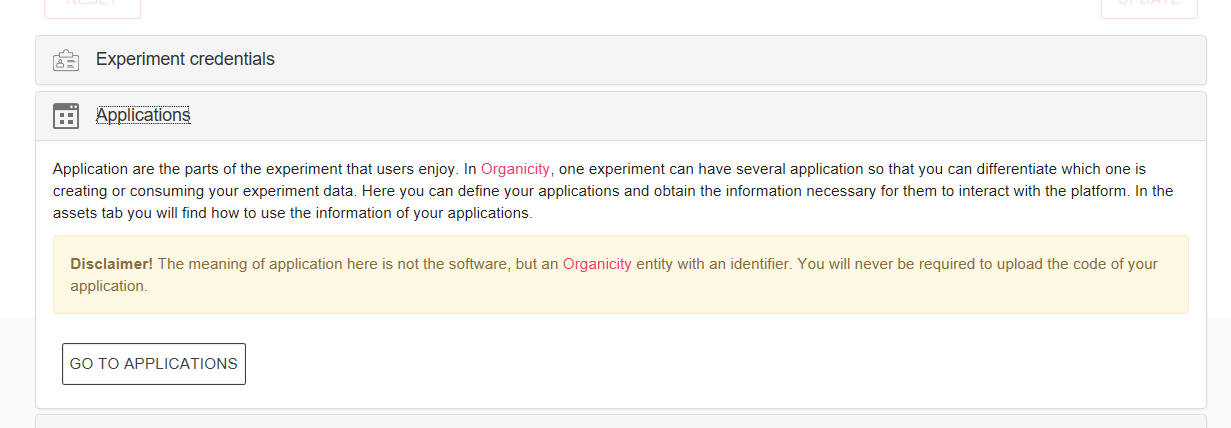 RESET
UPDATE
Experiment credentials
Applications
Application are the parts of the experiment that users enjoy. In Organicity, one experiment can have several application so that you can differentiate which one is
creating or consuming your experiment data. Here you can define your applications and obtain the information necessary for them to interact with the platform. In the
assets tab you will find how to use the information of your applications.
Disclaimer! The meaning of application here is not the software, but an Organicity entity with an identifier. You will never be required to upload the code of your
application.
GO TO APPLICATIONS